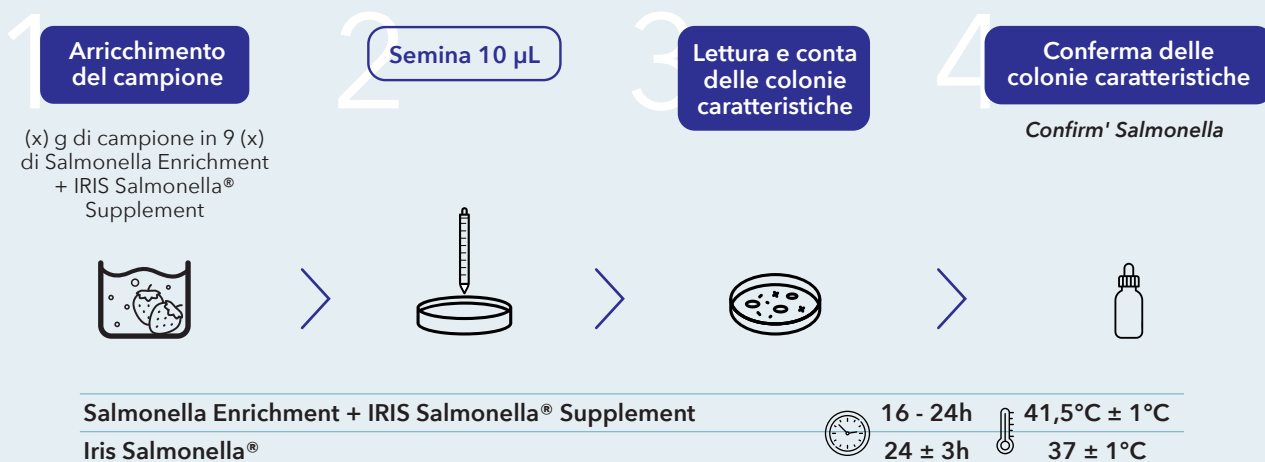 1
Arricchimento
del campione
(x) g di campione in 9 (x)
di Salmonella Enrichment
+ IRIS Salmonella®
Supplement
2
Semina 10 µL
3
Lettura e conta
delle colonie
caratteristiche
4
Conferma delle
colonie caratteristiche
Confirm' Salmonella
Salmonella Enrichment + IRIS Salmonella® Supplement 16 - 24h 41,5°C ± 1°C
Iris Salmonella® 24 ± 3h 37 ± 1°C